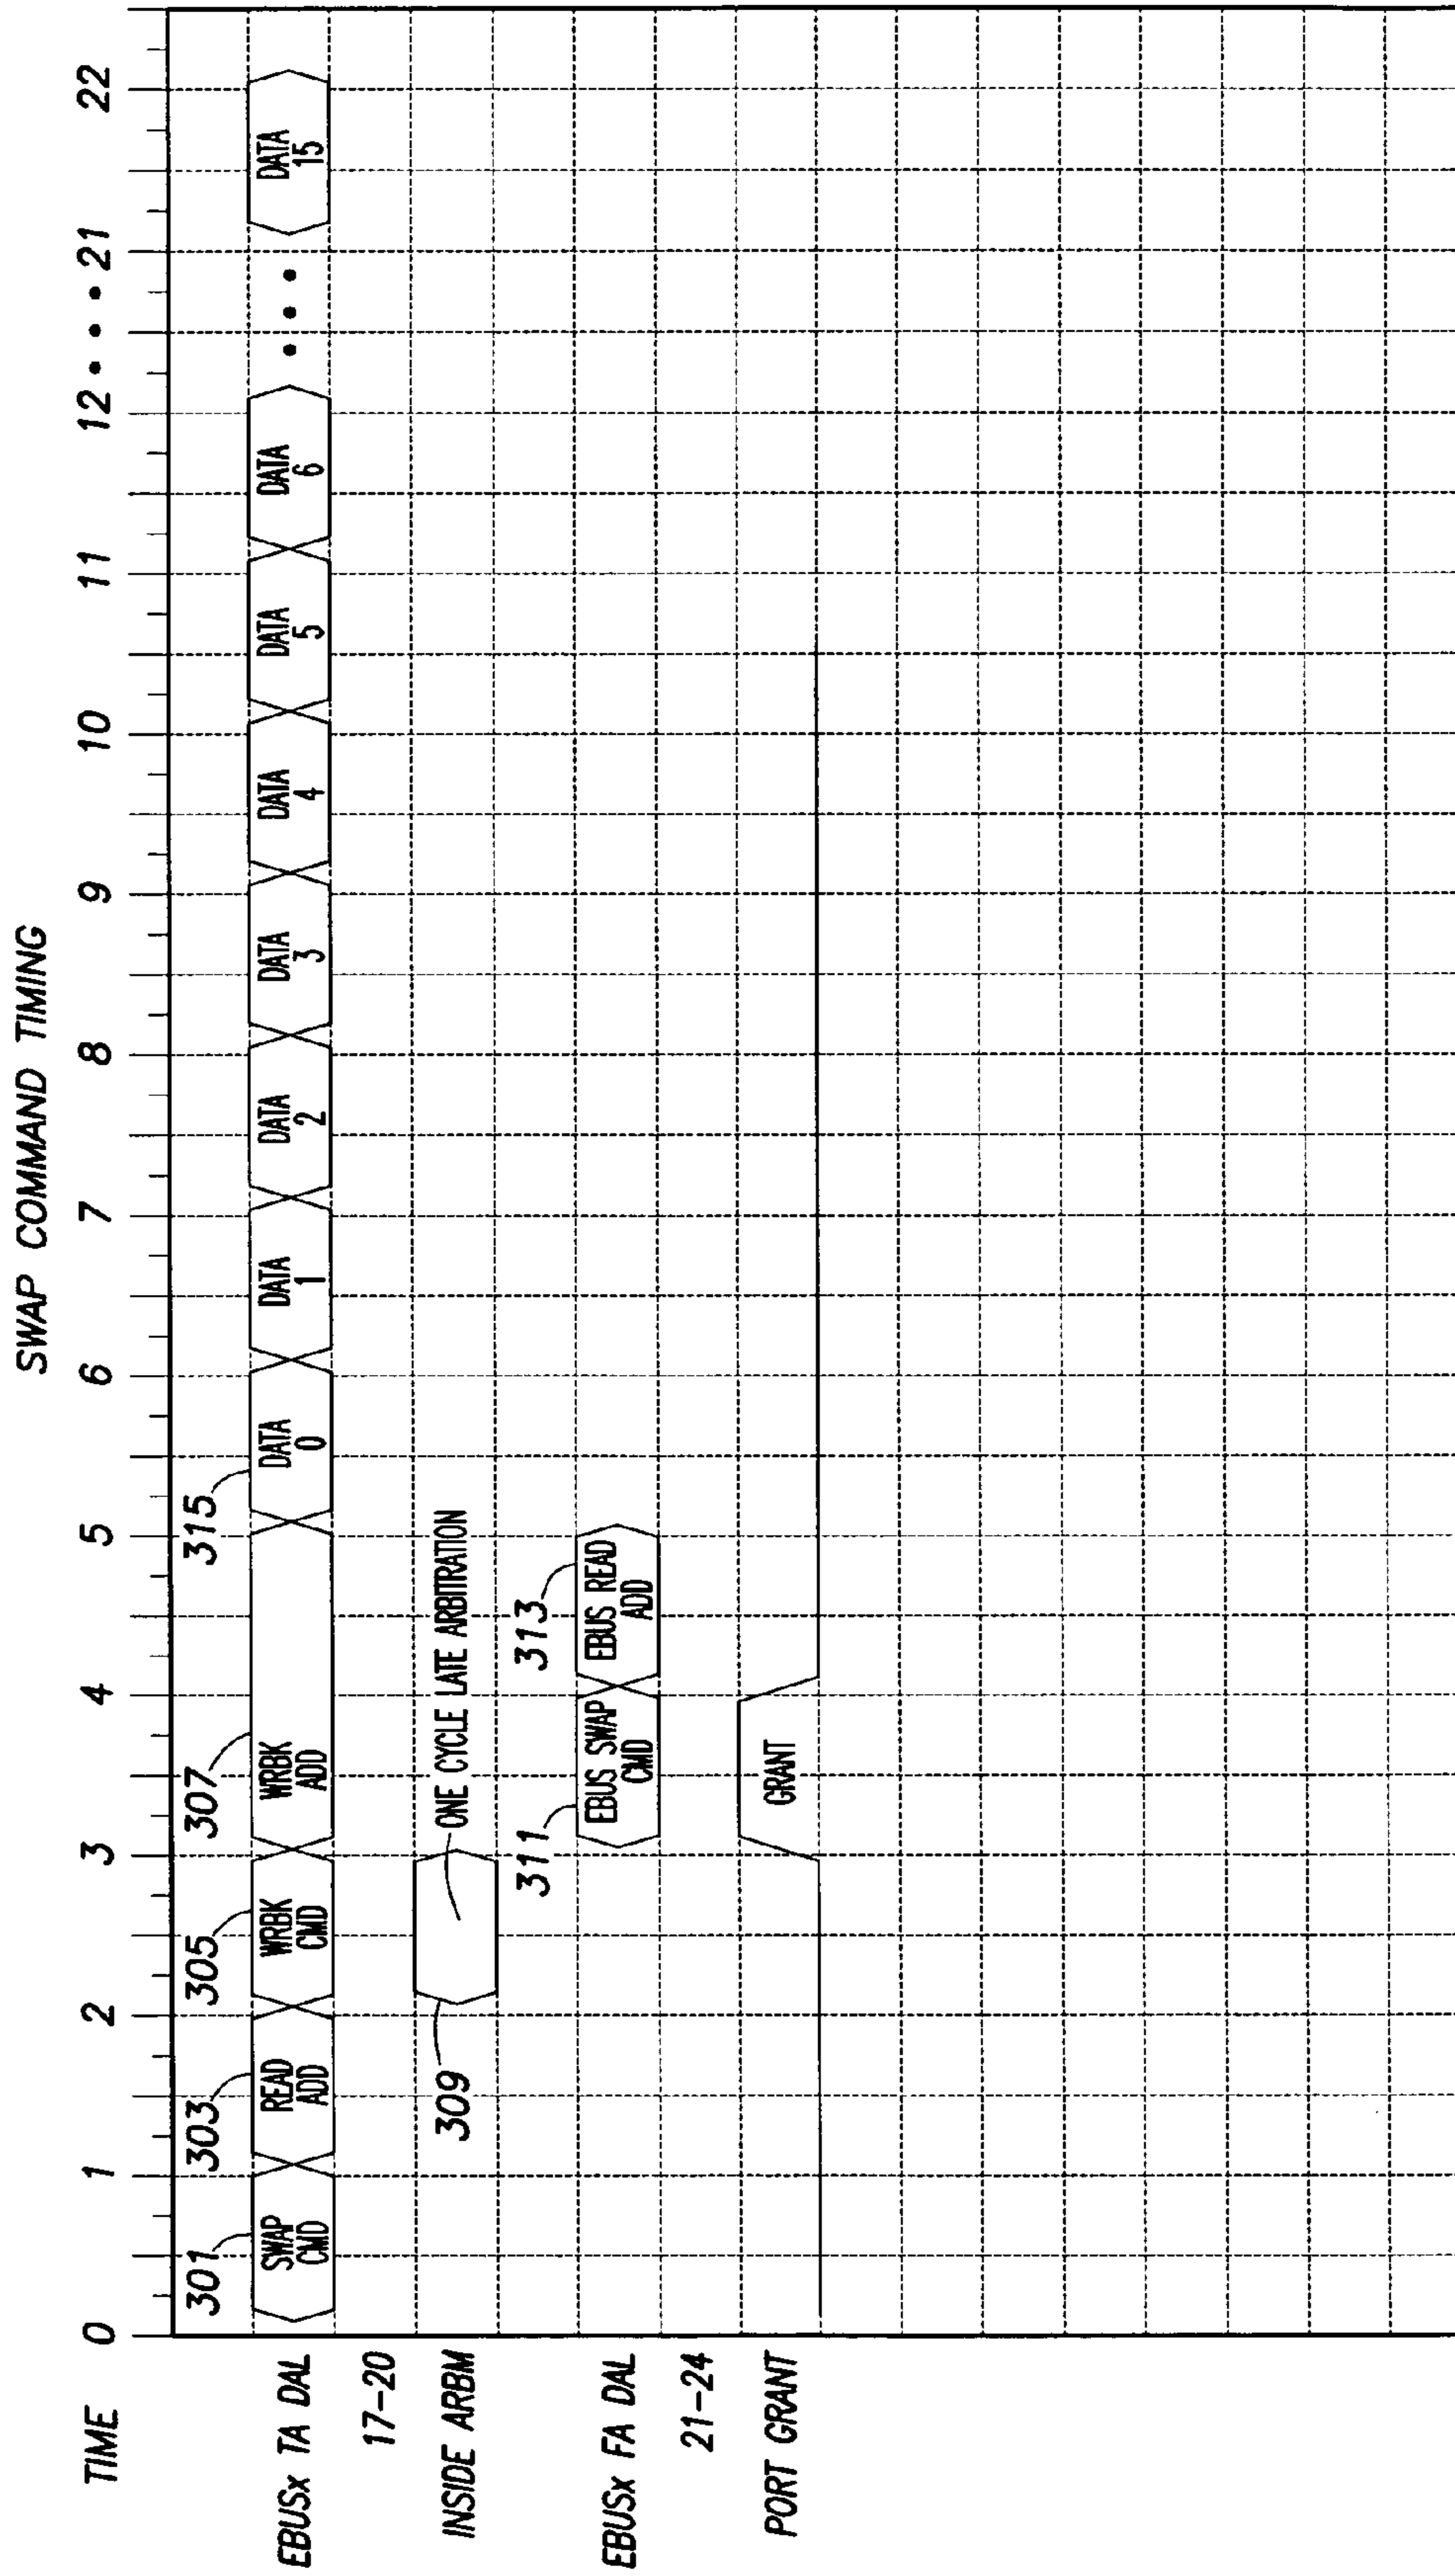 SWAP COMMAND TIMING
TIME 0 1 2 3 4 5 6 7 8 9 10 11 12 • • • 21 22
301 303 305 307 315
EBUSx TA DAL
SWAP
CMD
READ
ADD
WRBK
CMD
WRBK
ADD
DATA
0
DATA
1
DATA
2
DATA
3
DATA
4
DATA
5
DATA
6
• • •
DATA
15
17-20
INSIDE ARBM
309
ONE CYCLE LATE ARBITRATION
311 313
EBUSx FA DAL
EBUS SWAP
CMD
EBUS READ
ADD
21-24
PORT GRANT
GRANT